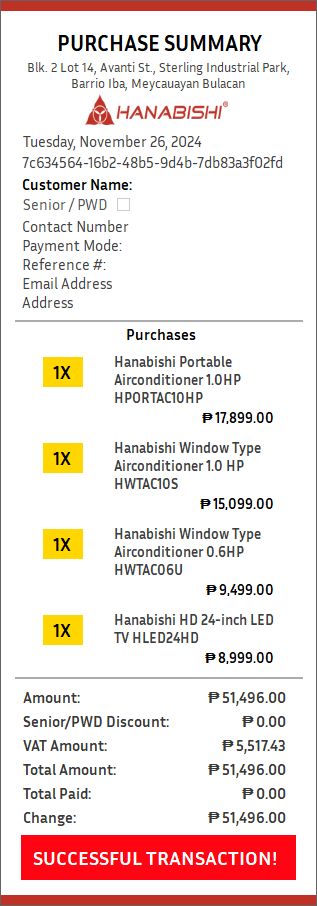 PURCHASE SUMMARY
Blk. 2 Lot 14, Avanti St., Sterling Industrial Park,
Barrio Iba, Meycauayan Bulacan
HANABISHI®
Tuesday, November 26, 2024
7c634564-16b2-48b5-9d4b-7db83a3f02fd
Customer Name:
Senior / PWD
Contact Number
Payment Mode:
Reference #:
Email Address
Address
Purchases
1X
Hanabishi Portable
Airconditioner 1.0HP
HPORTAC10HP
₱ 17,899.00
1X
Hanabishi Window Type
Airconditioner 1.0 HP
HWTAC10S
₱ 15,099.00
1X
Hanabishi Window Type
Airconditioner 0.6HP
HWTAC06U
₱ 9,499.00
1X
Hanabishi HD 24-inch LED
TV HLED24HD
₱ 8,999.00
Amount: ₱ 51,496.00
Senior/PWD Discount: ₱ 0.00
VAT Amount: ₱ 5,517.43
Total Amount: ₱ 51,496.00
Total Paid: ₱ 0.00
Change: ₱ 51,496.00
SUCCESSFUL TRANSACTION!